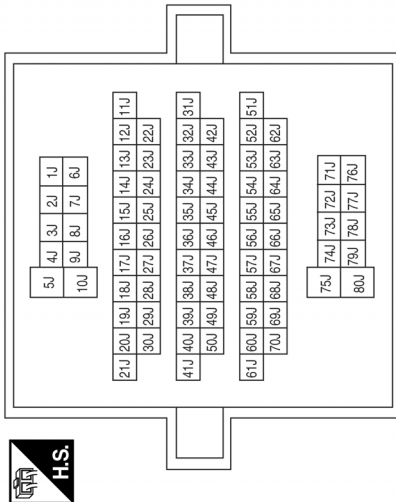 H.S.
5J 4J 3J 2J 1J
10J 9J 8J 7J 6J
21J 20J 19J 18J 17J 16J 15J 14J 13J 12J 11J
30J 29J 28J 27J 26J 25J 24J 23J 22J
41J 40J 39J 38J 37J 36J 35J 34J 33J 32J 31J
50J 49J 48J 47J 46J 45J 44J 43J 42J
61J 60J 59J 58J 57J 56J 55J 54J 53J 52J 51J
70J 69J 68J 67J 66J 65J 64J 63J 62J
75J 74J 73J 72J 71J
80J 79J 78J 77J 76J